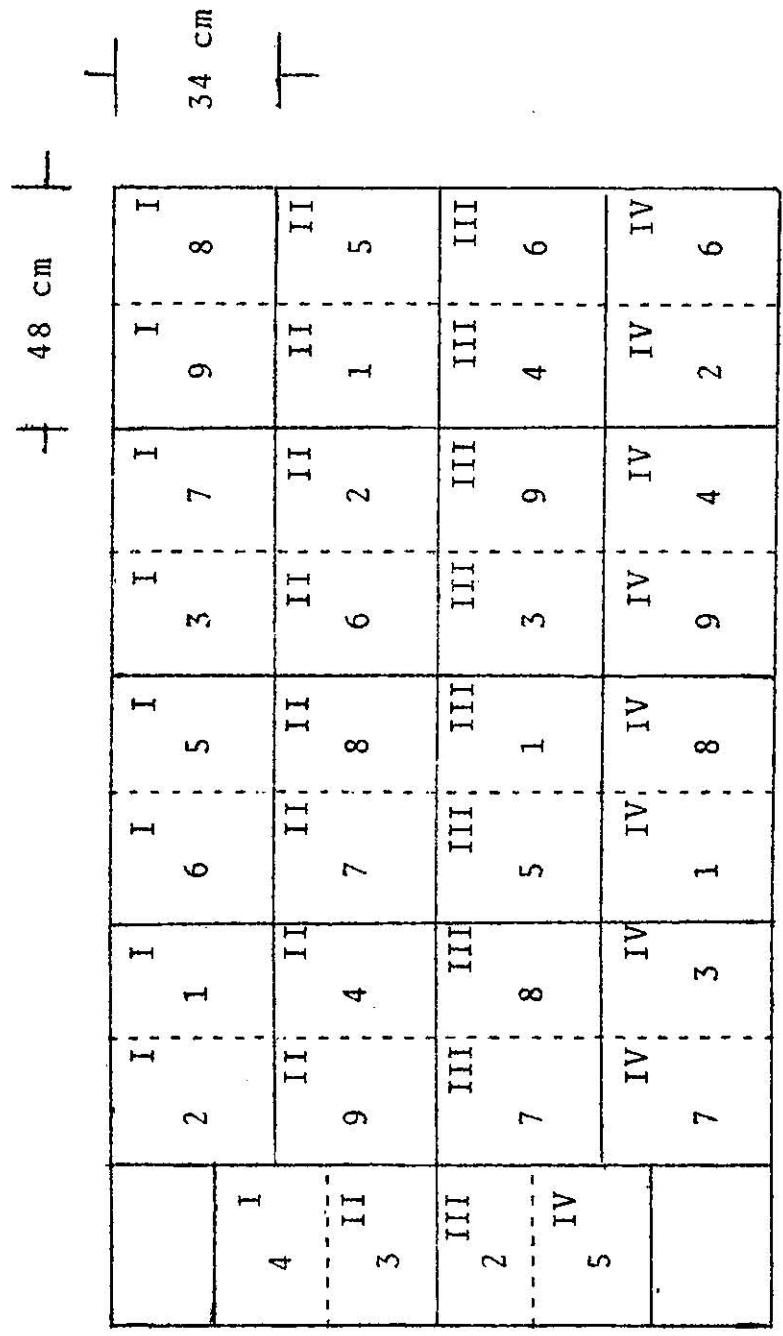 48 cm
34 cm
I I I I I I I I
2 1 6 5 3 7 9 8
I
4
II II II II II II II II
9 4 7 8 6 2 1 5
II
3
III III III III III III III III
7 8 5 1 3 9 4 6
III
2
IV IV IV IV IV IV IV IV
7 3 1 8 9 4 2 6
IV
5